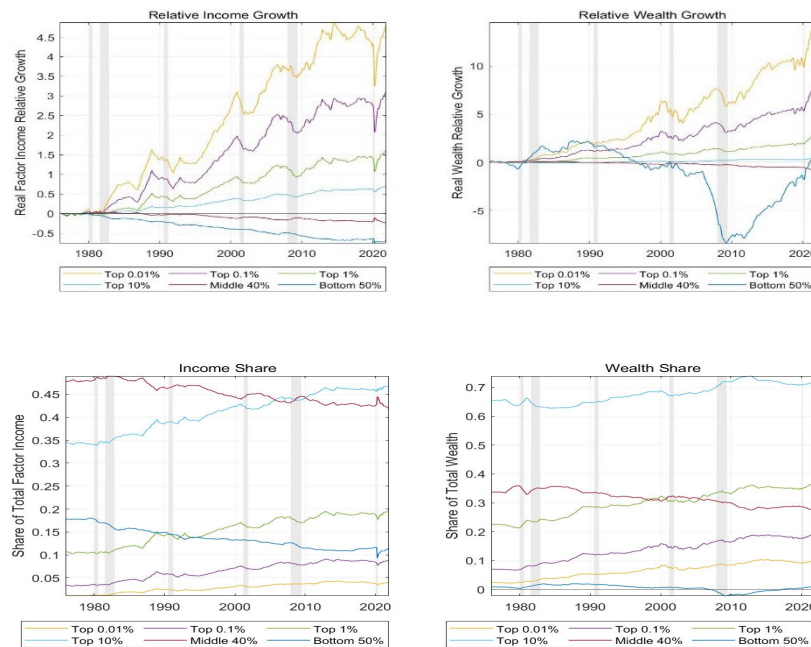 Relative Income Growth
Real Factor Income Relative Growth
4.5
4
3.5
3
2.5
2
1.5
1
0.5
0
-0.5
1980 1990 2000 2010 2020
Top 0.01% Top 0.1% Top 1%
Top 10% Middle 40% Bottom 50%
Relative Wealth Growth
Real Wealth Relative Growth
10
5
0
-5
1980 1990 2000 2010 202
Top 0.01% Top 0.1% Top 1%
Top 10% Middle 40% Bottom 50%
Income Share
Share of Total Factor Income
0.45
0.4
0.35
0.3
0.25
0.2
0.15
0.1
0.05
1980 1990 2000 2010 2020
Top 0.01% Top 0.1% Top 1%
Top 10% Middle 40% Bottom 50%
Wealth Share
Share of Total Wealth
0.7
0.6
0.5
0.4
0.3
0.2
0.1
0
1980 1990 2000 2010 202
Top 0.01% Top 0.1% Top 1%
Top 10% Middle 40% Bottom 50%